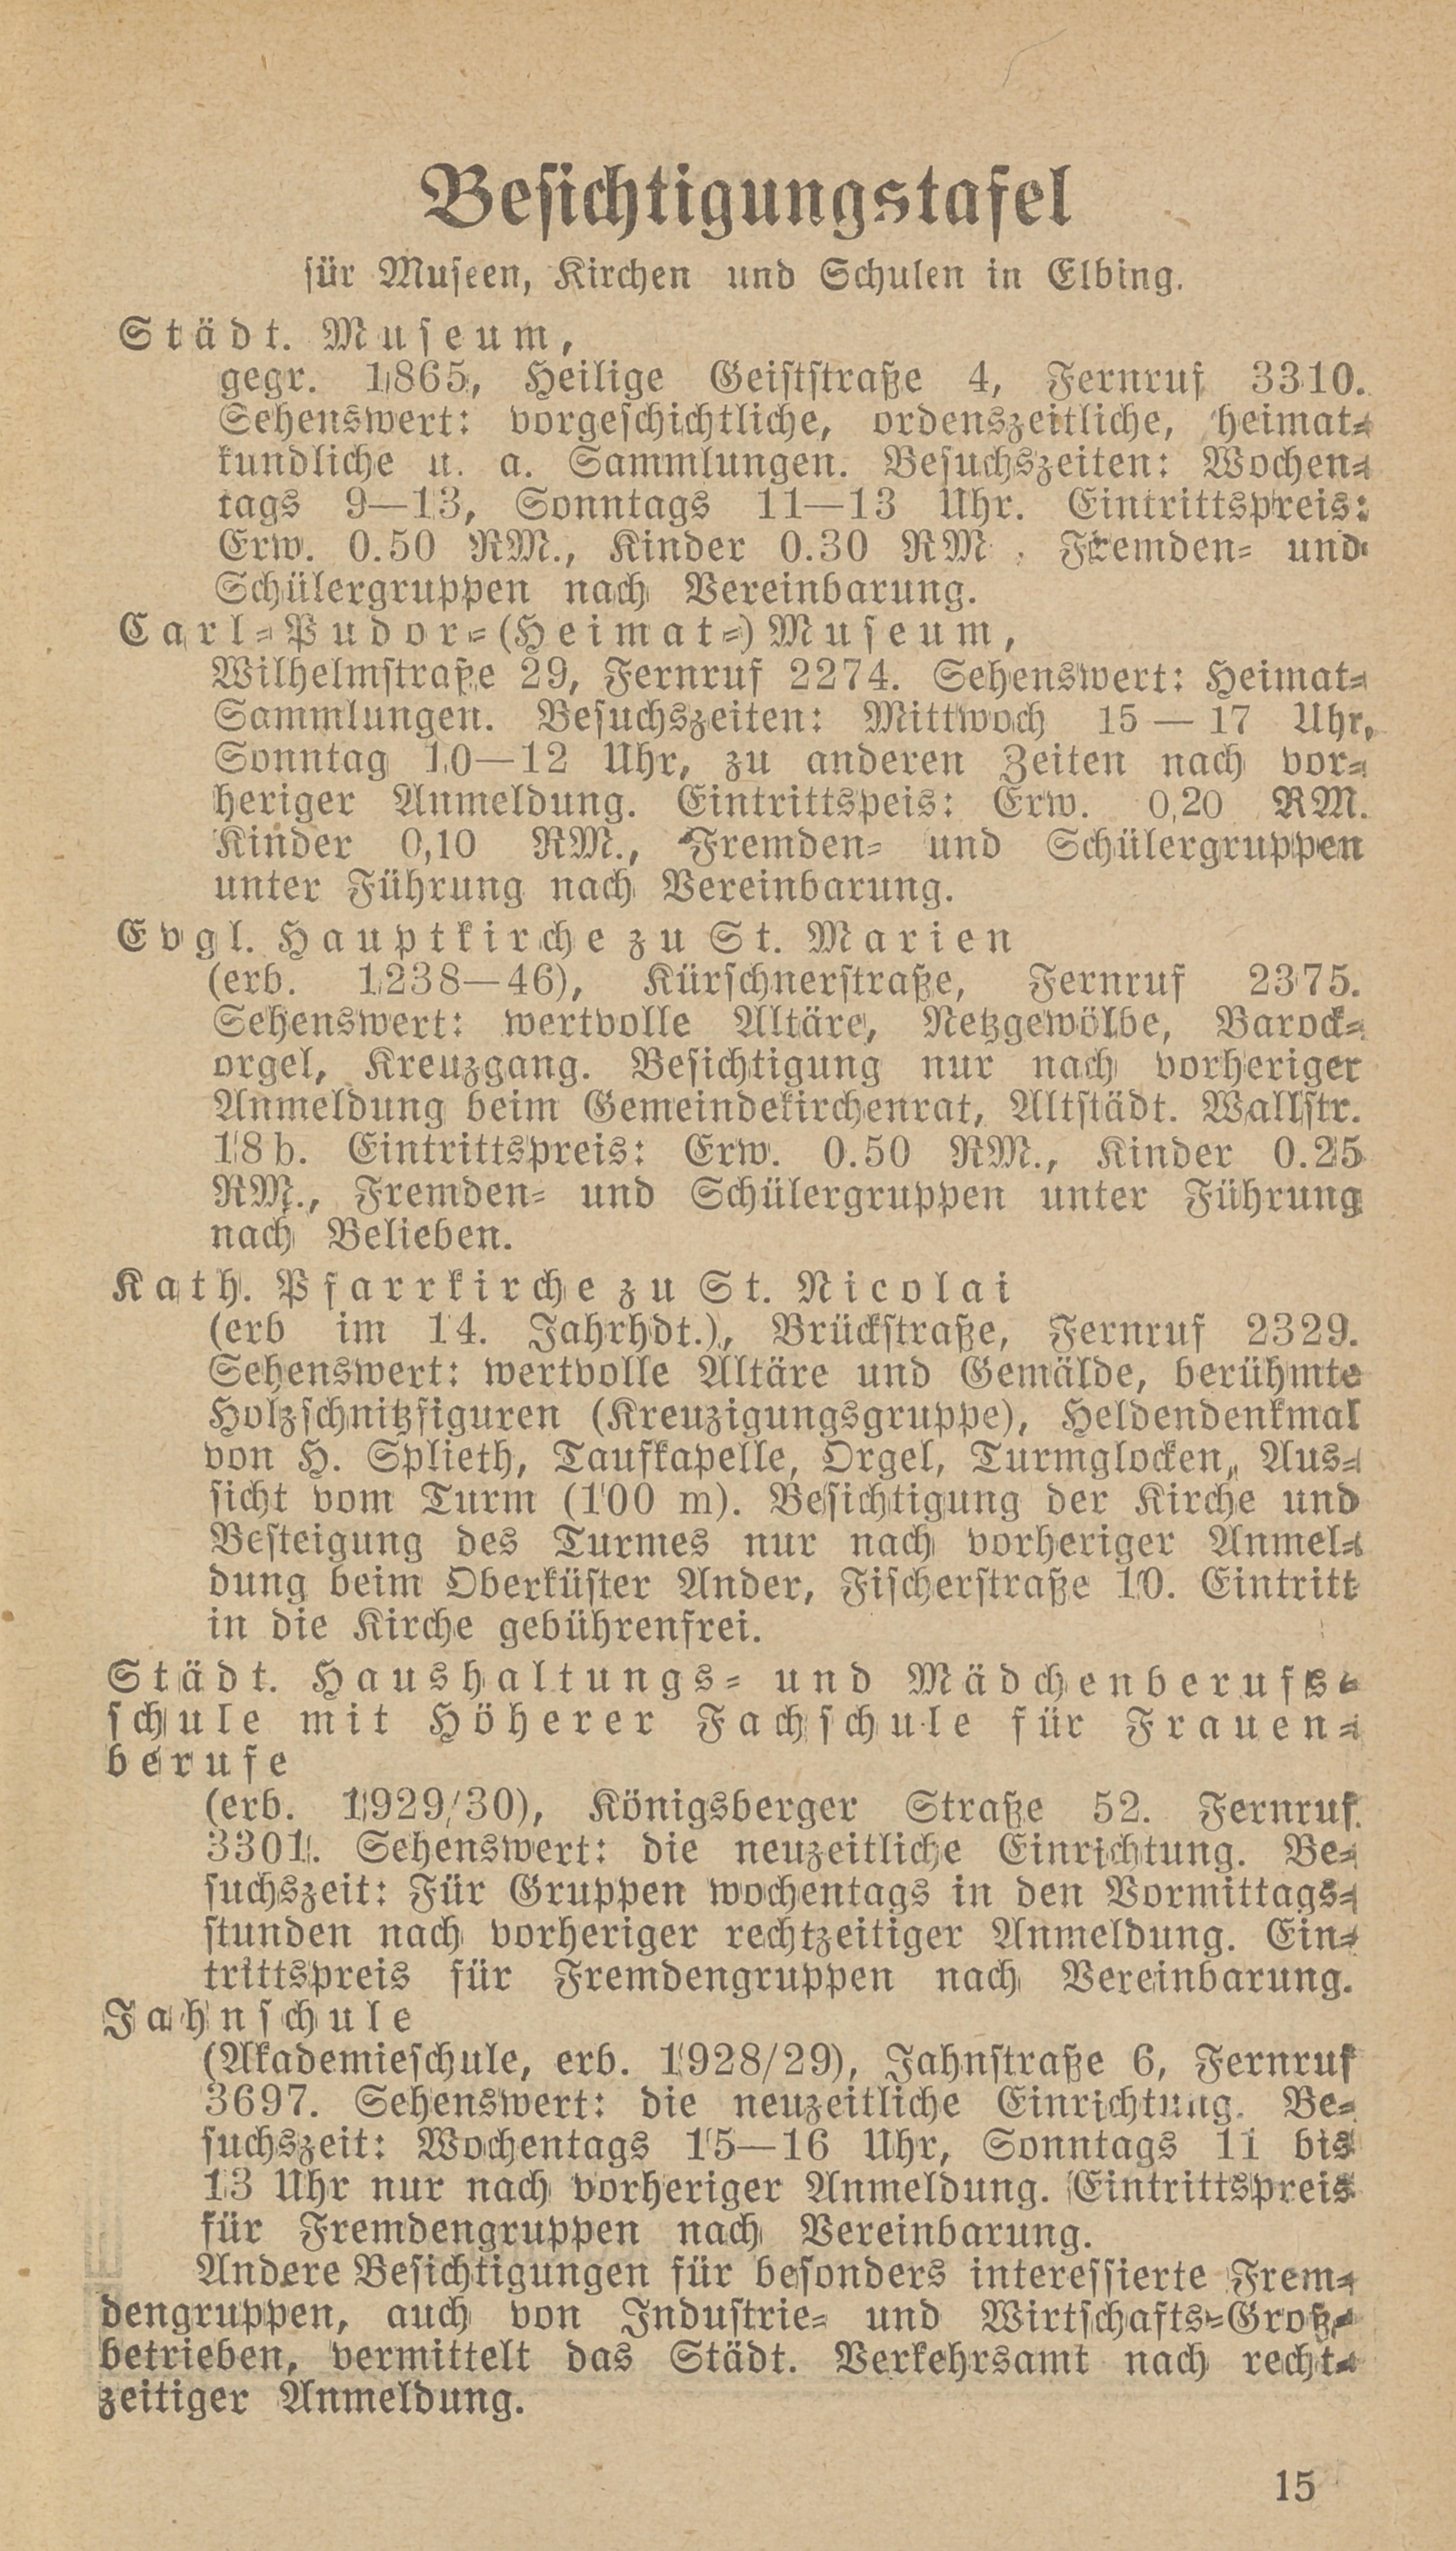 Besichtigungstafel
für Museen, Kirchen und Schulen in Elbing.
Städt. Museum,
gegr. 1865, Heilige Geiststraße 4, Fernruf 3310.
Sehenswert: vorgeschichtliche, ordenszeitliche, heimat-
kundliche u. a. Sammlungen. Besuchszeiten: Wochen-
tags 9—13, Sonntags 11—13 Uhr. Eintrittspreis:
Erw. 0.50 RM., Kinder 0.30 RM. Fremden- und
Schülergruppen nach Vereinbarung.
Carl-Pudor-(Heimat-)Museum,
Wilhelmstraße 29, Fernruf 2274. Sehenswert: Heimat-
Sammlungen. Besuchszeiten: Mittwoch 15 — 17 Uhr,
Sonntag 10—12 Uhr, zu anderen Zeiten nach vor-
heriger Anmeldung. Eintrittspeis: Erw. 0,20 RM.
Kinder 0,10 RM., Fremden- und Schülergruppen
unter Führung nach Vereinbarung.
Evgl. Hauptkirche zu St. Marien
(erb. 1238—46), Kürschnerstraße, Fernruf 2375.
Sehenswert: wertvolle Altäre, Netzgewölbe, Barock-
orgel, Kreuzgang. Besichtigung nur nach vorheriger
Anmeldung beim Gemeindekirchenrat, Altstädt. Wallstr.
18 b. Eintrittspreis: Erw. 0.50 RM., Kinder 0.25
RM., Fremden- und Schülergruppen unter Führung
nach Belieben.
Kath. Pfarrkirche zu St. Nicolai
(erb im 14. Jahrhdt.), Brückstraße, Fernruf 2329.
Sehenswert: wertvolle Altäre und Gemälde, berühmte
Holzschnitzfiguren (Kreuzigungsgruppe), Heldendenkmal
von H. Splieth, Taufkapelle, Orgel, Turmglocken, Aus-
sicht vom Turm (100 m). Besichtigung der Kirche und
Besteigung des Turmes nur nach vorheriger Anmel-
dung beim Oberküster Ander, Fischerstraße 10. Eintritt
in die Kirche gebührenfrei.
Städt. Haushaltungs- und Mädchenberufs-
schule mit Höherer Fachschule für Frauen-
berufe
(erb. 1929/30), Königsberger Straße 52. Fernruf
3301. Sehenswert: die neuzeitliche Einrichtung. Be-
suchszeit: Für Gruppen wochentags in den Vormittags-
stunden nach vorheriger rechtzeitiger Anmeldung. Ein-
trittspreis für Fremdengruppen nach Vereinbarung.
Jahnschule
(Akademieschule, erb. 1928/29), Jahnstraße 6, Fernruf
3697. Sehenswert: die neuzeitliche Einrichtung. Be-
suchszeit: Wochentags 15—16 Uhr, Sonntags 11 bis
13 Uhr nur nach vorheriger Anmeldung. Eintrittspreis
für Fremdengruppen nach Vereinbarung.
Andere Besichtigungen für besonders interessierte Frem-
dengruppen, auch von Industrie- und Wirtschafts-Groß-
betrieben, vermittelt das Städt. Verkehrsamt nach recht-
zeitiger Anmeldung.
15